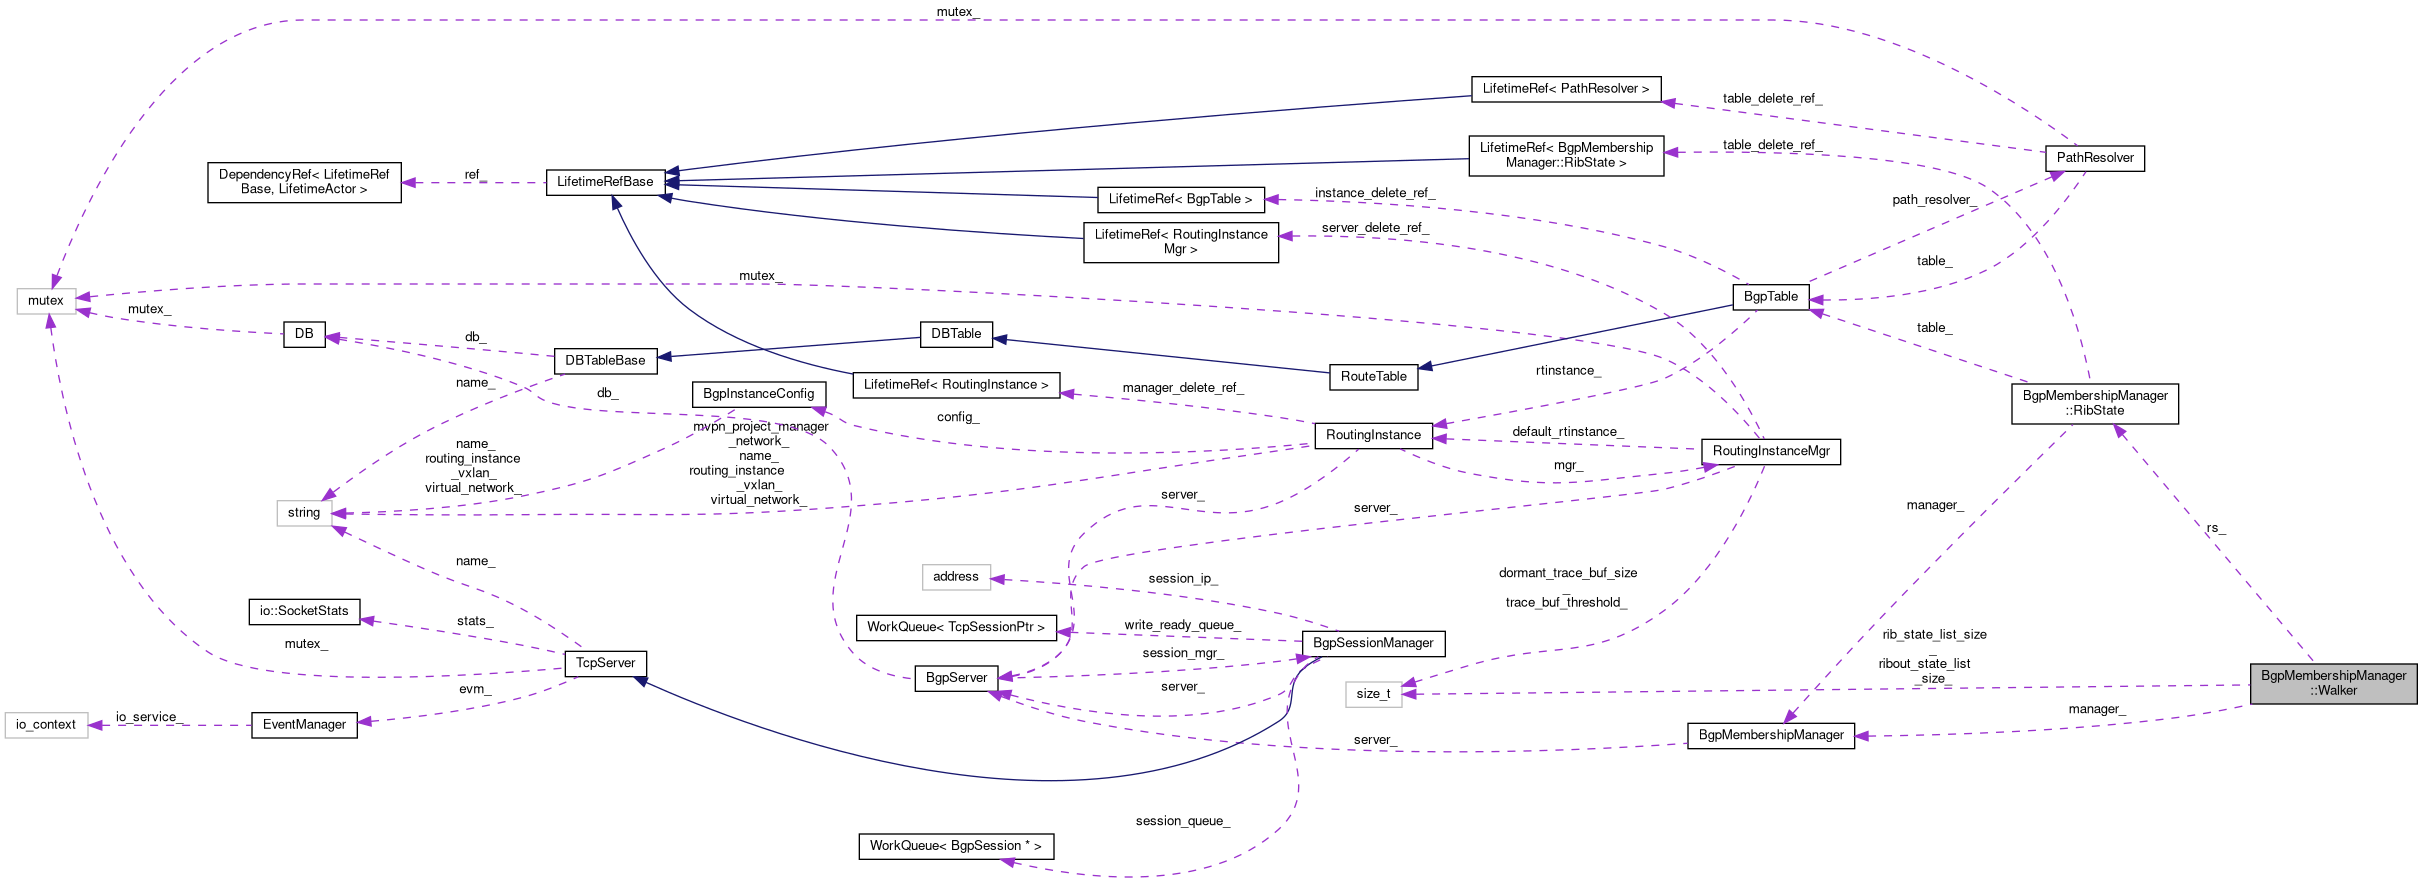 mutex_
LifetimeRef< PathResolver >
table_delete_ref_
LifetimeRef< BgpMembership
Manager::RibState >
table_delete_ref_
PathResolver
DependencyRef< LifetimeRef
Base, LifetimeActor >
ref_
LifetimeRefBase
LifetimeRef< BgpTable >
instance_delete_ref_
path_resolver_
LifetimeRef< RoutingInstance
Mgr >
server_delete_ref_
table_
mutex_
mutex
mutex_
BgpTable
DB
db_
DBTableBase
DBTable
table_
name_
db_
BgpInstanceConfig
LifetimeRef< RoutingInstance >
manager_delete_ref_
RouteTable
rtinstance_
BgpMembershipManager
::RibState
config_
mvpn_project_manager
_network_
name_
routing_instance
_vxlan_
virtual_network_
name_
routing_instance
_vxlan_
virtual_network_
RoutingInstance
default_rtinstance_
mgr_
RoutingInstanceMgr
string
server_
server_
manager_
rs_
name_
address
session_ip_
dormant_trace_buf_size
_
trace_buf_threshold_
io::SocketStats
stats_
WorkQueue< TcpSessionPtr >
write_ready_queue_
BgpSessionManager
mutex_
TcpServer
session_mgr_
BgpServer
server_
evm_
rib_state_list_size
_
ribout_state_list
_size_
size_t
BgpMembershipManager
::Walker
io_context
io_service_
EventManager
manager_
server_
BgpMembershipManager
session_queue_
WorkQueue< BgpSession * >